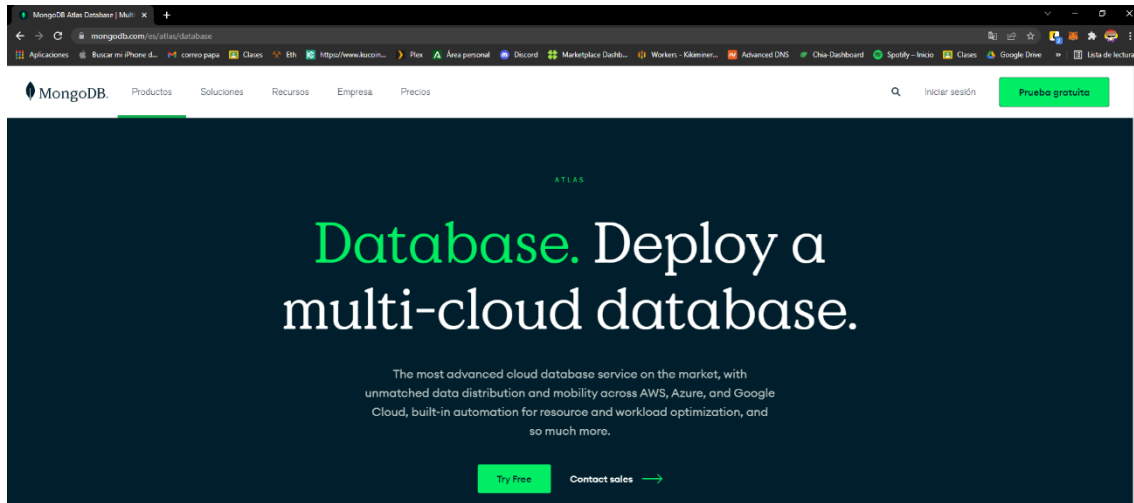 MongoDB Atlas Database | Multi
mongodb.com/es/atlas/database
Aplicaciones Buscar mi iPhone d... correo papa Clases Eth https://www.kucoin... Plex Área personal Discord Marketplace Dashb... Workers - Kikiminer... Advanced DNS Chia-Dashboard Spotify – Inicio Clases Google Drive » Lista de lectura
MongoDB. Productos Soluciones Recursos Empresa Precios Iniciar sesión Prueba gratuita
ATLAS
Database. Deploy a
multi-cloud database.
The most advanced cloud database service on the market, with
unmatched data distribution and mobility across AWS, Azure, and Google
Cloud, built-in automation for resource and workload optimization, and
so much more.
Try Free Contact sales